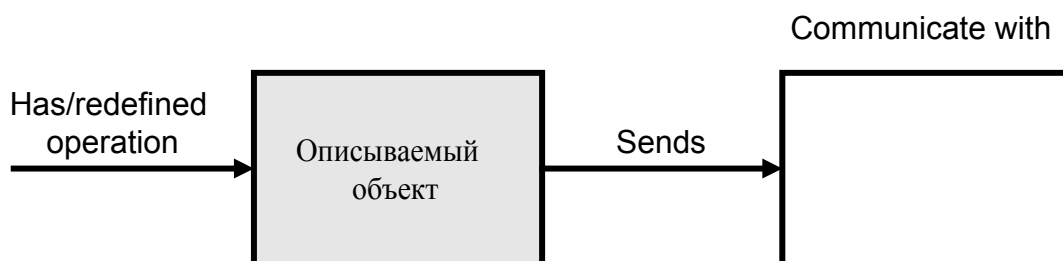 Communicate with
Has/redefined
operation
Описываемый
объект
Sends